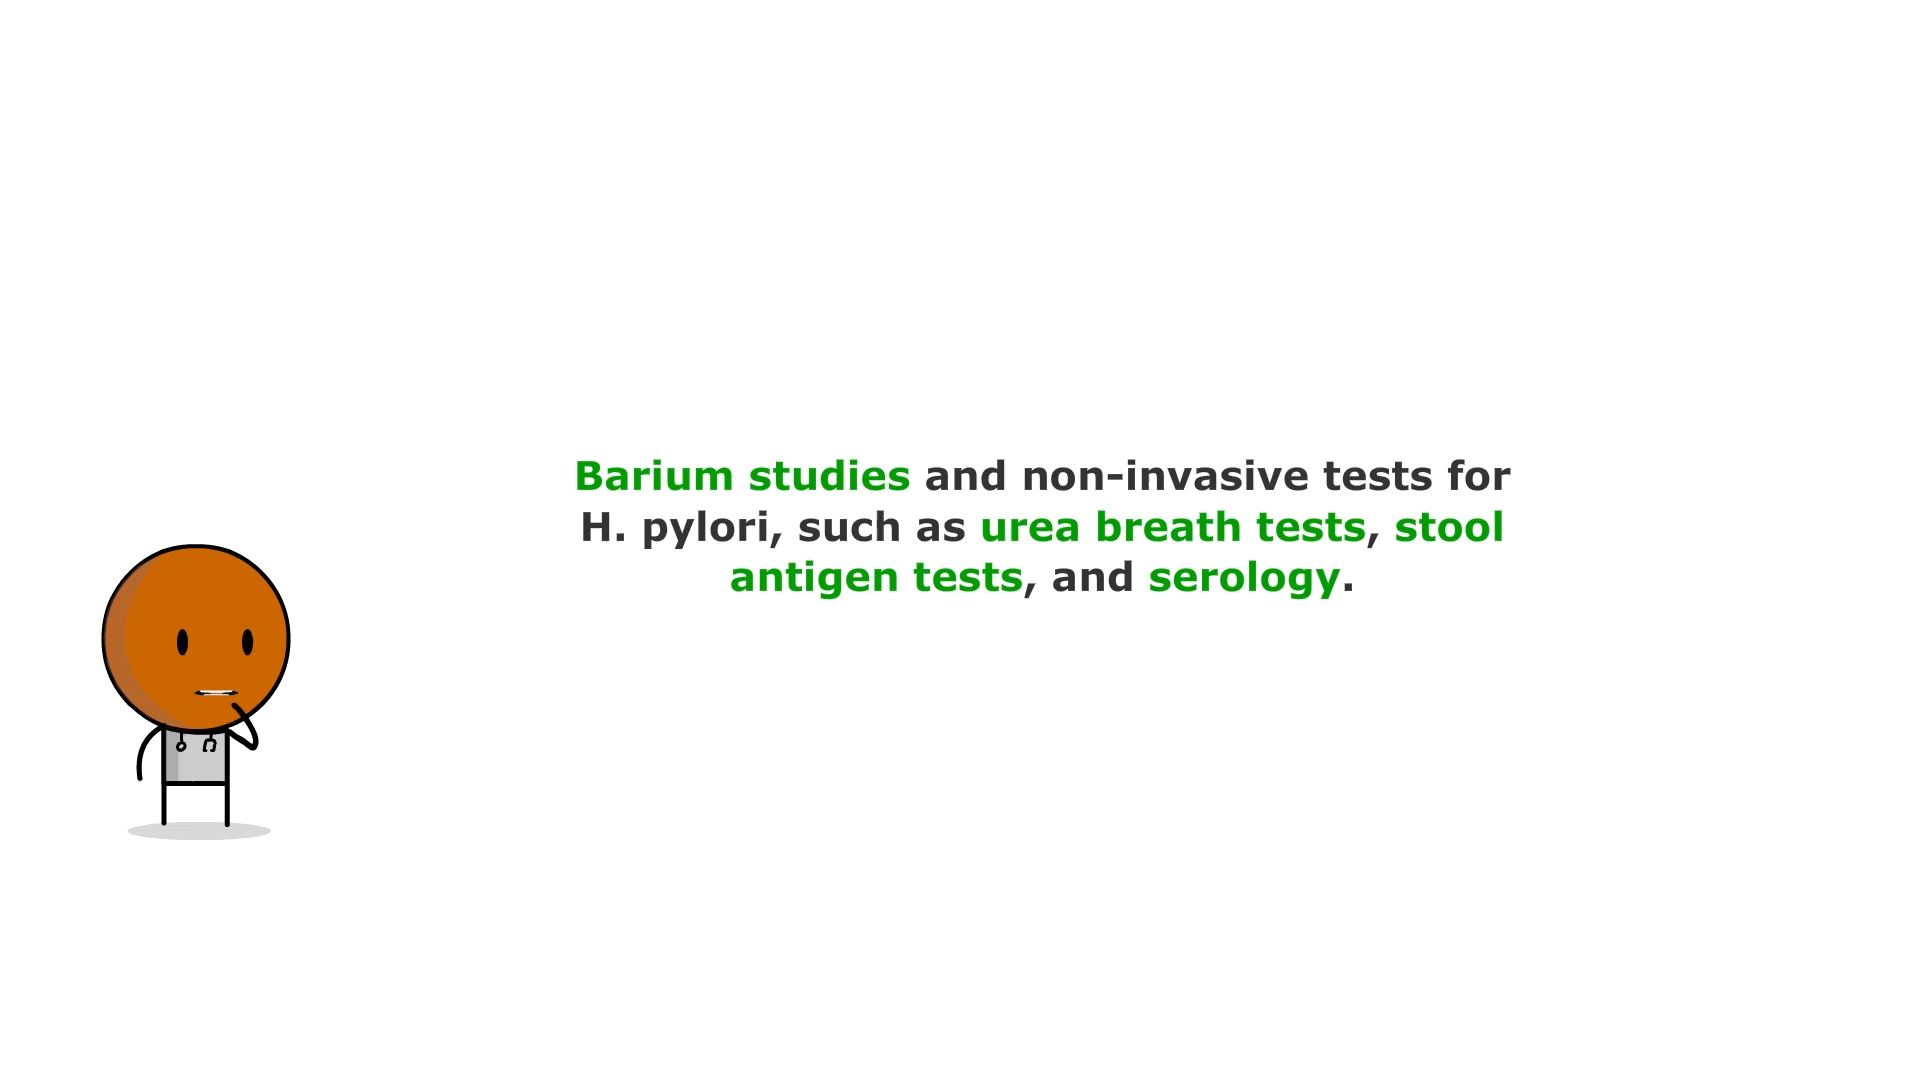 Barium studies and non-invasive tests for
H. pylori, such as urea breath tests, stool
antigen tests, and serology.